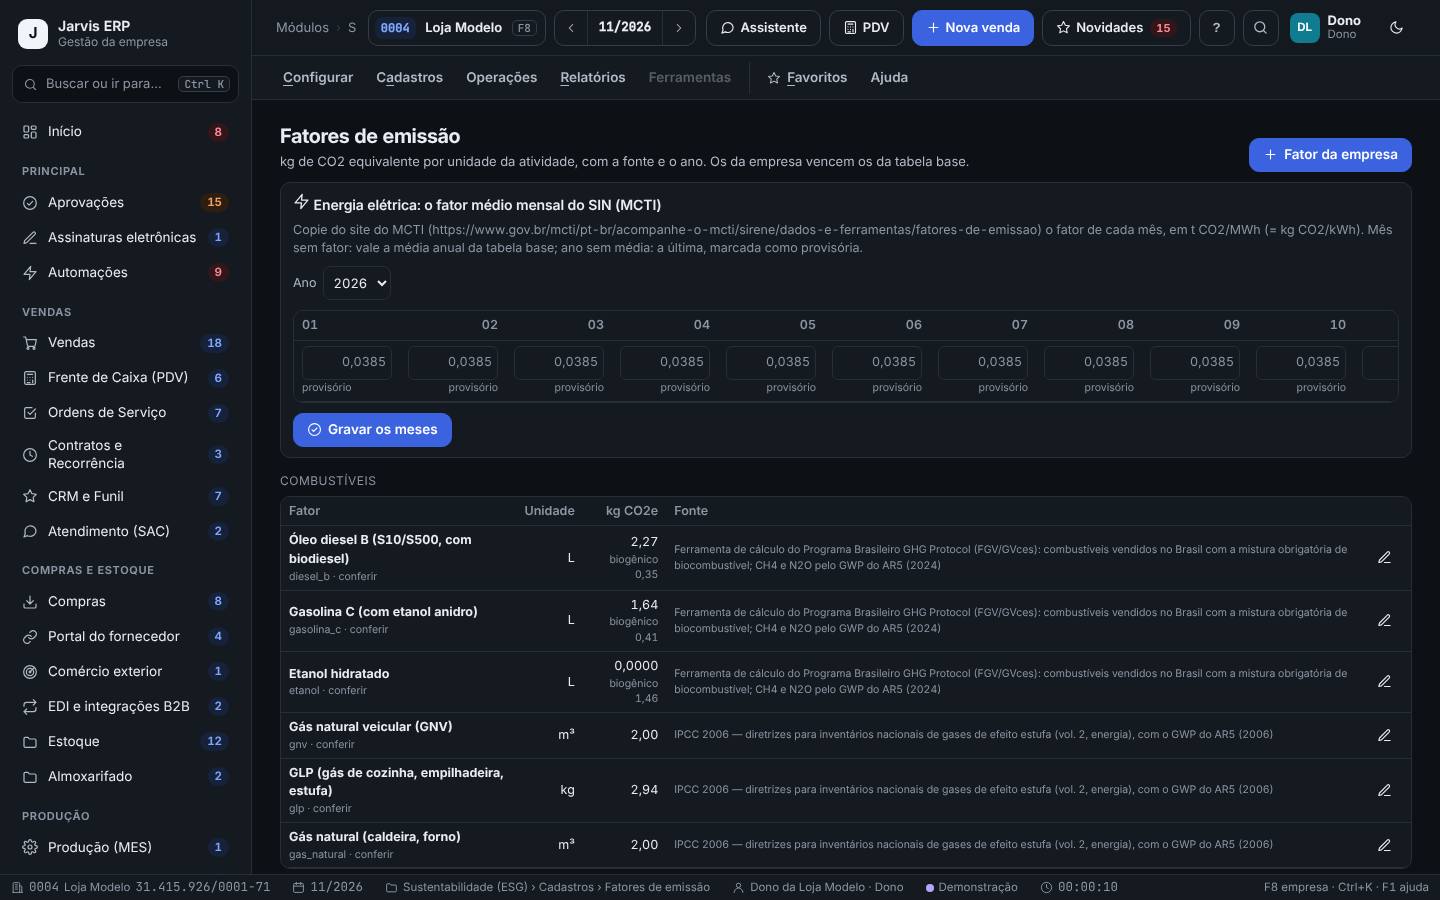 J
Jarvis ERP
Gestão da empresa
Buscar ou ir para...
Ctrl K
Início
8
PRINCIPAL
Aprovações
15
Assinaturas eletrônicas
1
Automações
9
VENDAS
Vendas
18
Frente de Caixa (PDV)
6
Ordens de Serviço
7
Contratos e
Recorrência
3
CRM e Funil
7
Atendimento (SAC)
2
COMPRAS E ESTOQUE
Compras
8
Portal do fornecedor
4
Comércio exterior
1
EDI e integrações B2B
2
Estoque
12
Almoxarifado
2
PRODUÇÃO
Produção (MES)
1
Módulos › S
0004 Loja Modelo F8
11/2026
Assistente
PDV
Nova venda
Novidades 15
?
DL
Dono
Dono
Configurar Cadastros Operações Relatórios Ferramentas Favoritos Ajuda
Fatores de emissão
kg de CO2 equivalente por unidade da atividade, com a fonte e o ano. Os da empresa vencem os da tabela base.
Fator da empresa
Energia elétrica: o fator médio mensal do SIN (MCTI)
Copie do site do MCTI (https://www.gov.br/mcti/pt-br/acompanhe-o-mcti/sirene/dados-e-ferramentas/fatores-de-emissao) o fator de cada mês, em t CO2/MWh (= kg CO2/kWh). Mês
sem fator: vale a média anual da tabela base; ano sem média: a última, marcada como provisória.
Ano 2026
01 02 03 04 05 06 07 08 09 10
0,0385 0,0385 0,0385 0,0385 0,0385 0,0385 0,0385 0,0385 0,0385 0,0385
provisório provisório provisório provisório provisório provisório provisório provisório provisório provisório
Gravar os meses
COMBUSTÍVEIS
Fator Unidade kg CO2e Fonte
Óleo diesel B (S10/S500, com
biodiesel)
diesel_b · conferir
L
2,27
biogênico
0,35
Ferramenta de cálculo do Programa Brasileiro GHG Protocol (FGV/GVces): combustíveis vendidos no Brasil com a mistura obrigatória de
biocombustível; CH4 e N2O pelo GWP do AR5 (2024)
Gasolina C (com etanol anidro)
gasolina_c · conferir
L
1,64
biogênico
0,41
Ferramenta de cálculo do Programa Brasileiro GHG Protocol (FGV/GVces): combustíveis vendidos no Brasil com a mistura obrigatória de
biocombustível; CH4 e N2O pelo GWP do AR5 (2024)
Etanol hidratado
etanol · conferir
L
0,0000
biogênico
1,46
Ferramenta de cálculo do Programa Brasileiro GHG Protocol (FGV/GVces): combustíveis vendidos no Brasil com a mistura obrigatória de
biocombustível; CH4 e N2O pelo GWP do AR5 (2024)
Gás natural veicular (GNV)
gnv · conferir
m³
2,00
IPCC 2006 — diretrizes para inventários nacionais de gases de efeito estufa (vol. 2, energia), com o GWP do AR5 (2006)
GLP (gás de cozinha, empilhadeira,
estufa)
glp · conferir
kg
2,94
IPCC 2006 — diretrizes para inventários nacionais de gases de efeito estufa (vol. 2, energia), com o GWP do AR5 (2006)
Gás natural (caldeira, forno)
gas_natural · conferir
m³
2,00
IPCC 2006 — diretrizes para inventários nacionais de gases de efeito estufa (vol. 2, energia), com o GWP do AR5 (2006)
0004 Loja Modelo 31.415.926/0001-71 11/2026 Sustentabilidade (ESG) › Cadastros › Fatores de emissão Dono da Loja Modelo · Dono Demonstração 00:00:10 F8 empresa · Ctrl+K · F1 ajuda